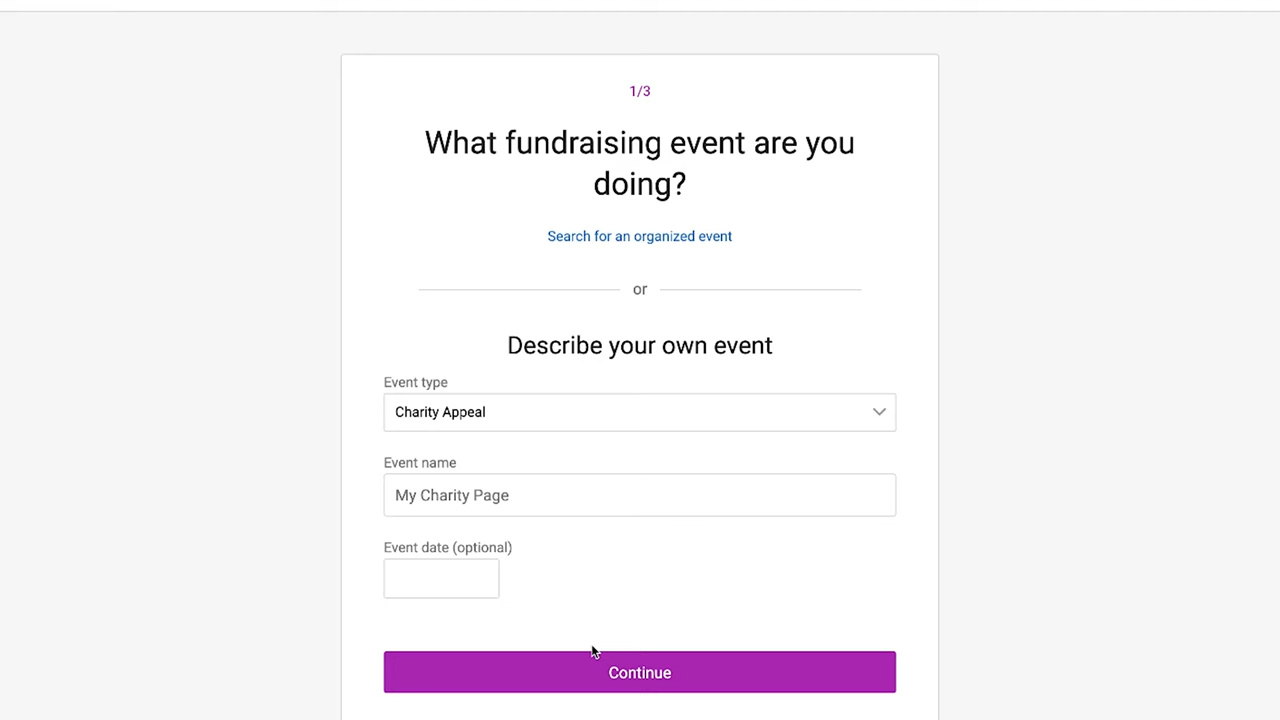 1/3
What fundraising event are you
doing?
Search for an organized event
or
Describe your own event
Event type
Charity Appeal
Event name
My Charity Page
Event date (optional)
Continue